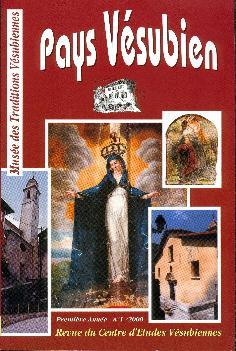 Pays Vésubien
Musée des Traditions Vésubiennes
Première Année n°1 2000
Revue du Centre d'Etudes Vésubiennes